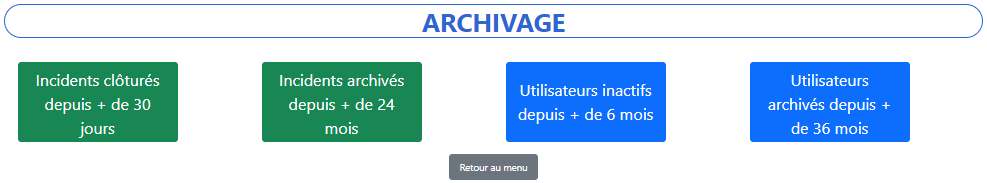 ARCHIVAGE
Incidents clôturés
depuis + de 30
jours
Incidents archivés
depuis + de 24
mois
Utilisateurs inactifs
depuis + de 6 mois
Utilisateurs
archivés depuis +
de 36 mois
Retour au menu